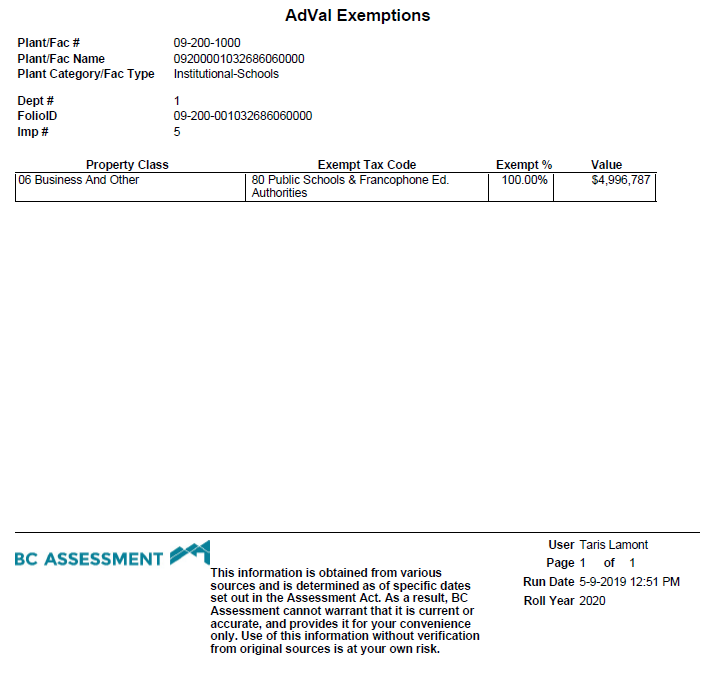 AdVal Exemptions
Plant/Fac # 09-200-1000
Plant/Fac Name 09200001032686060000
Plant Category/Fac Type Institutional-Schools
Dept # 1
FolioID 09-200-001032686060000
Imp # 5
Property Class Exempt Tax Code Exempt % Value
06 Business And Other 80 Public Schools & Francophone Ed. 100.00% $4,996,787
Authorities
BC ASSESSMENT
This information is obtained from various
sources and is determined as of specific dates
set out in the Assessment Act. As a result, BC
Assessment cannot warrant that it is current or
accurate, and provides it for your convenience
only. Use of this information without verification
from original sources is at your own risk.
User Taris Lamont
Page 1 of 1
Run Date 5-9-2019 12:51 PM
Roll Year 2020